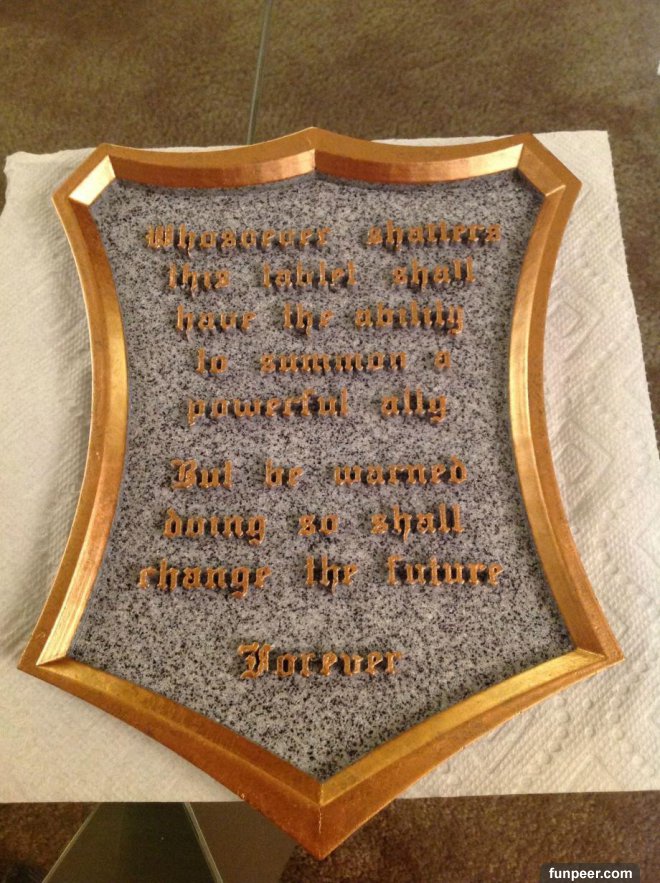 Whosoever shatters
this tablet shall
have the ability
to summon a
powerful ally
But be warned
doing so shall
change the future
Forever
funpeer.com